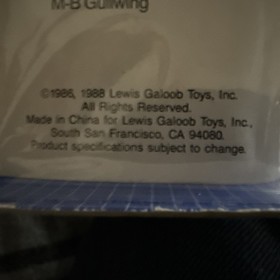 M-B Gullwing
©1986, 1988 Lewis Galoob Toys, Inc.
All Rights Reserved.
Made in China for Lewis Galoob Toys, Inc.,
South San Francisco, CA 94080.
Product specifications subject to change.